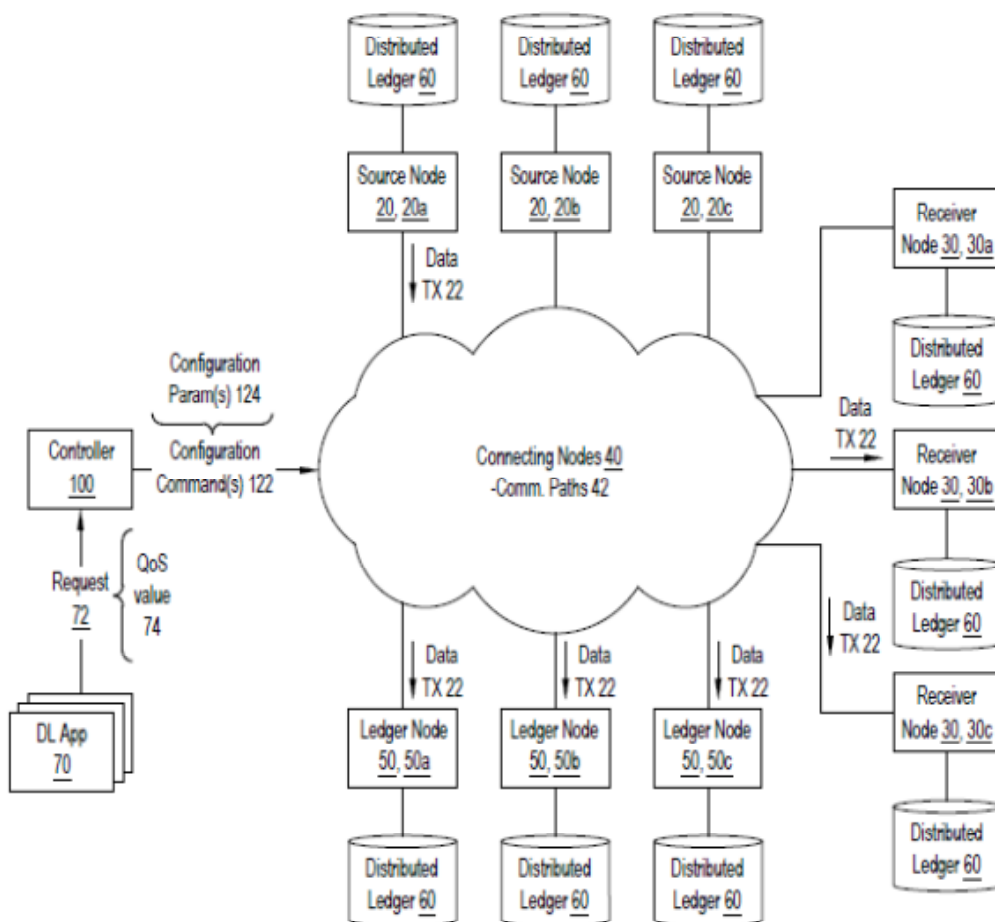 Distributed
Ledger 60
Distributed
Ledger 60
Distributed
Ledger 60
Source Node
20, 20a
Source Node
20, 20b
Source Node
20, 20c
Receiver
Node 30, 30a
Data
TX 22
Distributed
Ledger 60
Configuration
Param(s) 124
Data
TX 22
Controller
100
Configuration
Command(s) 122
Connecting Nodes 40
-Comm. Paths 42
Receiver
Node 30, 30b
Request
72
QoS
value
74
Distributed
Ledger 60
Data
TX 22
Data
TX 22
Data
TX 22
Data
TX 22
DL App
70
Ledger Node
50, 50a
Ledger Node
50, 50b
Ledger Node
50, 50c
Receiver
Node 30, 30c
Distributed
Ledger 60
Distributed
Ledger 60
Distributed
Ledger 60
Distributed
Ledger 60